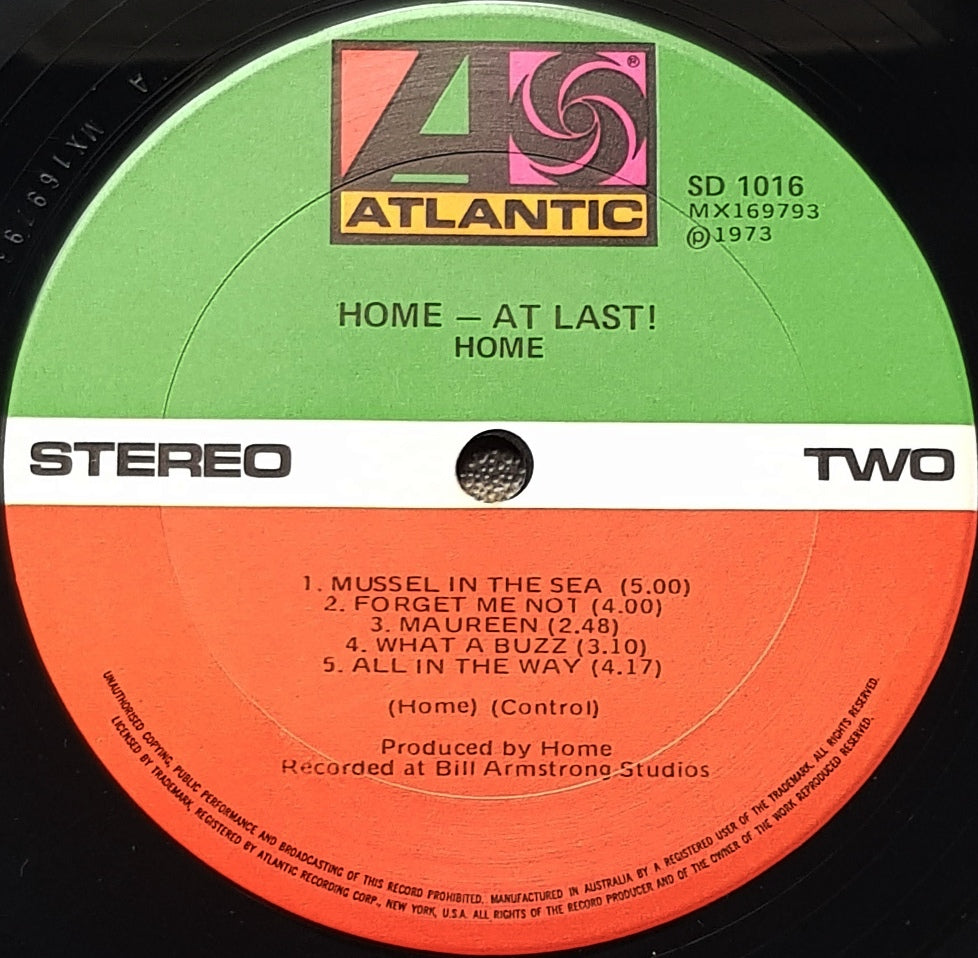 ®
ATLANTIC
SD 1016
MX169793
Ⓟ1973
HOME – AT LAST!
HOME
STEREO
TWO
1. MUSSEL IN THE SEA (5.00)
2. FORGET ME NOT (4.00)
3. MAUREEN (2.48)
4. WHAT A BUZZ (3.10)
5. ALL IN THE WAY (4.17)
(Home) (Control)
Produced by Home
Recorded at Bill Armstrong Studios
UNAUTHORISED COPYING, PUBLIC PERFORMANCE AND BROADCASTING OF THIS RECORD PROHIBITED. MANUFACTURED IN AUSTRALIA BY A REGISTERED USER OF THE TRADEMARK. ALL RIGHTS RESERVED.
LICENSED BY TRADEMARK, REGISTERED BY ATLANTIC RECORDING CORP., NEW YORK, U.S.A. ALL RIGHTS OF THE RECORD PRODUCER AND OF THE OWNER OF THE WORK REPRODUCED RESERVED.